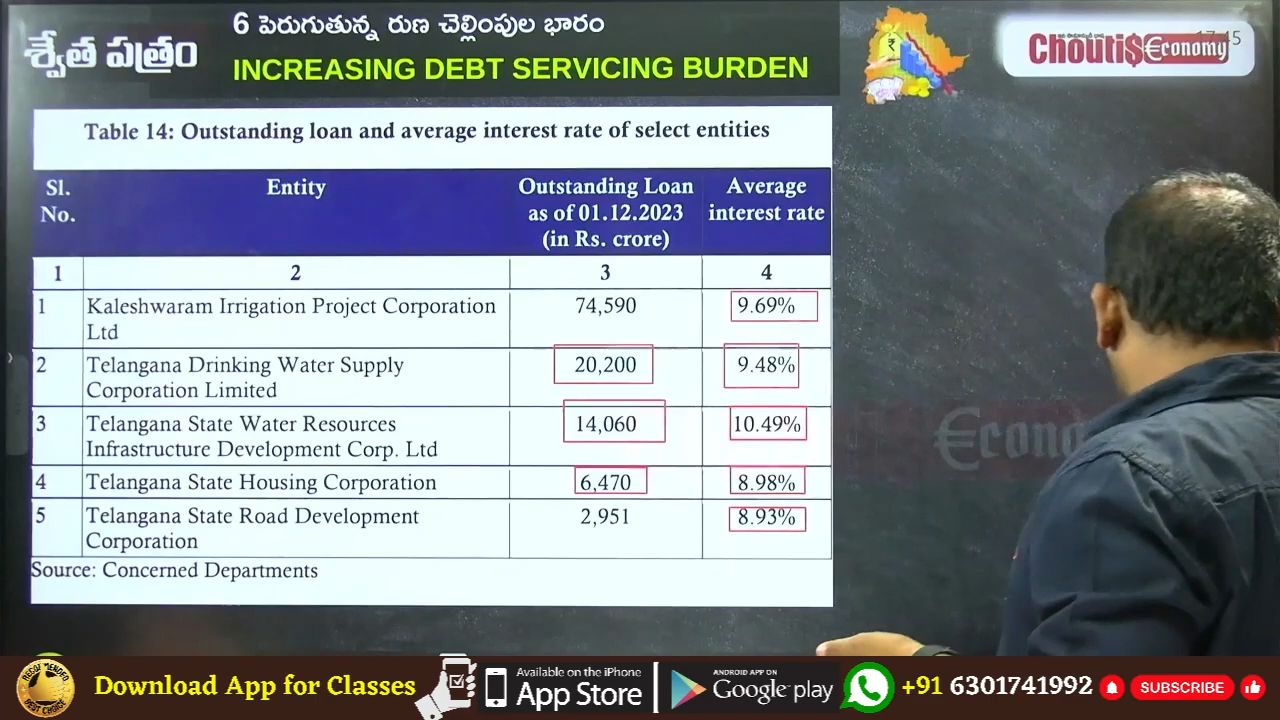 శ్వేత పత్రం
6 పెరుగుతున్న రుణ చెల్లింపుల భారం
INCREASING DEBT SERVICING BURDEN
Chouti$ €conomy
Table 14: Outstanding loan and average interest rate of select entities
Sl. No. Entity Outstanding Loan as of 01.12.2023 (in Rs. crore) Average interest rate
1 2 3 4
1 Kaleshwaram Irrigation Project Corporation Ltd 74,590 9.69%
2 Telangana Drinking Water Supply Corporation Limited 20,200 9.48%
3 Telangana State Water Resources Infrastructure Development Corp. Ltd 14,060 10.49%
4 Telangana State Housing Corporation 6,470 8.98%
5 Telangana State Road Development Corporation 2,951 8.93%
Source: Concerned Departments
Download App for Classes
Available on the iPhone
App Store
ANDROID APP ON
Google play
+91 6301741992
SUBSCRIBE